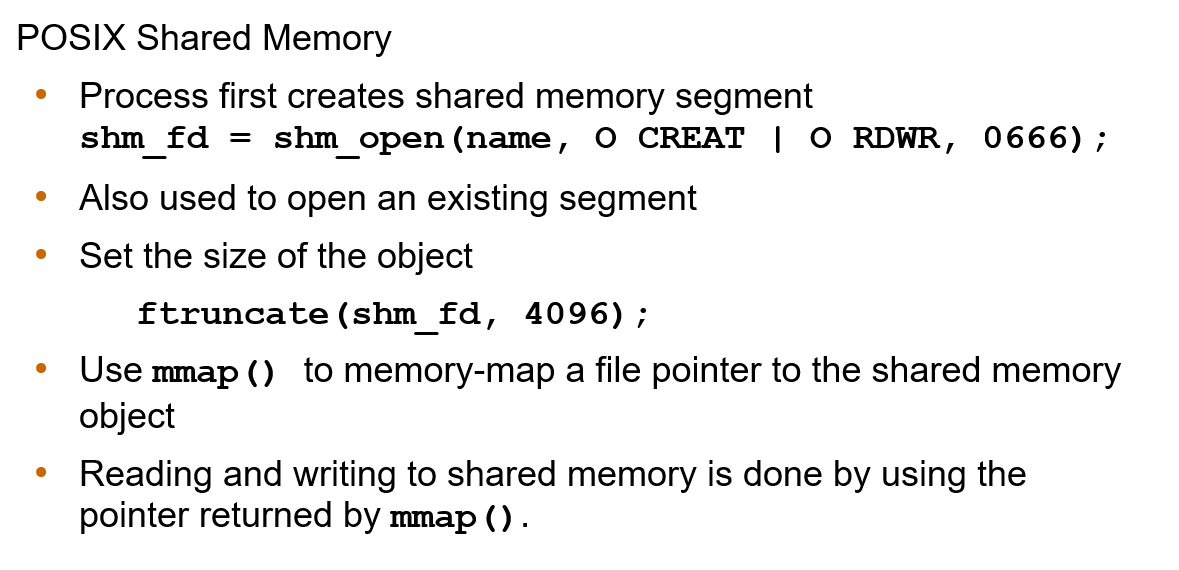 POSIX Shared Memory
• Process first creates shared memory segment
shm_fd = shm_open(name, O CREAT | O RDWR, 0666);
• Also used to open an existing segment
• Set the size of the object
ftruncate(shm_fd, 4096);
• Use mmap() to memory-map a file pointer to the shared memory
object
• Reading and writing to shared memory is done by using the
pointer returned by mmap().